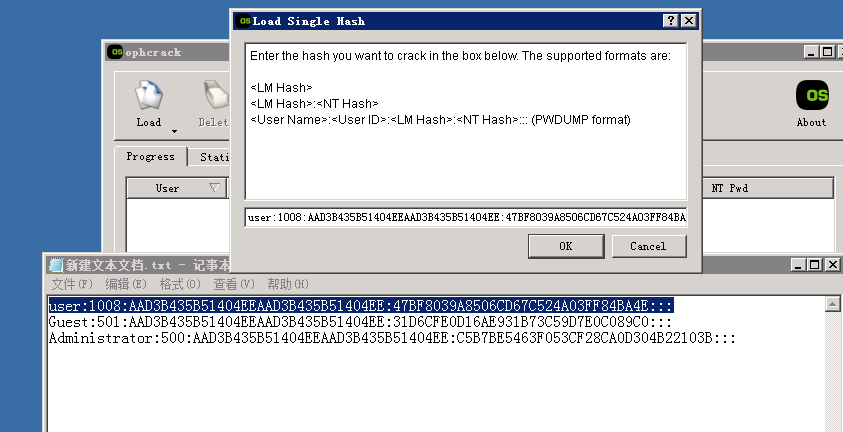 Load Single Hash
ophcrack
Enter the hash you want to crack in the box below. The supported formats are:
<LM Hash>
<LM Hash>:<NT Hash>
<User Name>:<User ID>:<LM Hash>:<NT Hash>::: (PWDUMP format)
OS
Load
Delet
About
Progress
Stati
User
NT Pwd
user:1008:AAD3B435B51404EEAAD3B435B51404EE:47BF8039A8506CD67C524A03FF84BA
OK
Cancel
新建文本文档.txt - 记事本
文件(F) 编辑(E) 格式(O) 查看(V) 帮助(H)
user:1008:AAD3B435B51404EEAAD3B435B51404EE:47BF8039A8506CD67C524A03FF84BA4E:::
Guest:501:AAD3B435B51404EEAAD3B435B51404EE:31D6CFE0D16AE931B73C59D7E0C089C0:::
Administrator:500:AAD3B435B51404EEAAD3B435B51404EE:C5B7BE5463F053CF28CA0D304B22103B:::